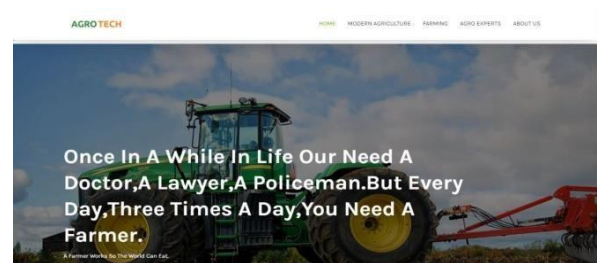 AGRO TECH
HOME MODERN AGRICULTURE FARMING AGRO EXPERTS ABOUT US
Once In A While In Life Our Need A
Doctor,A Lawyer,A Policeman.But Every
Day,Three Times A Day,You Need A
Farmer.
A Farmer Works So The World Can Eat.